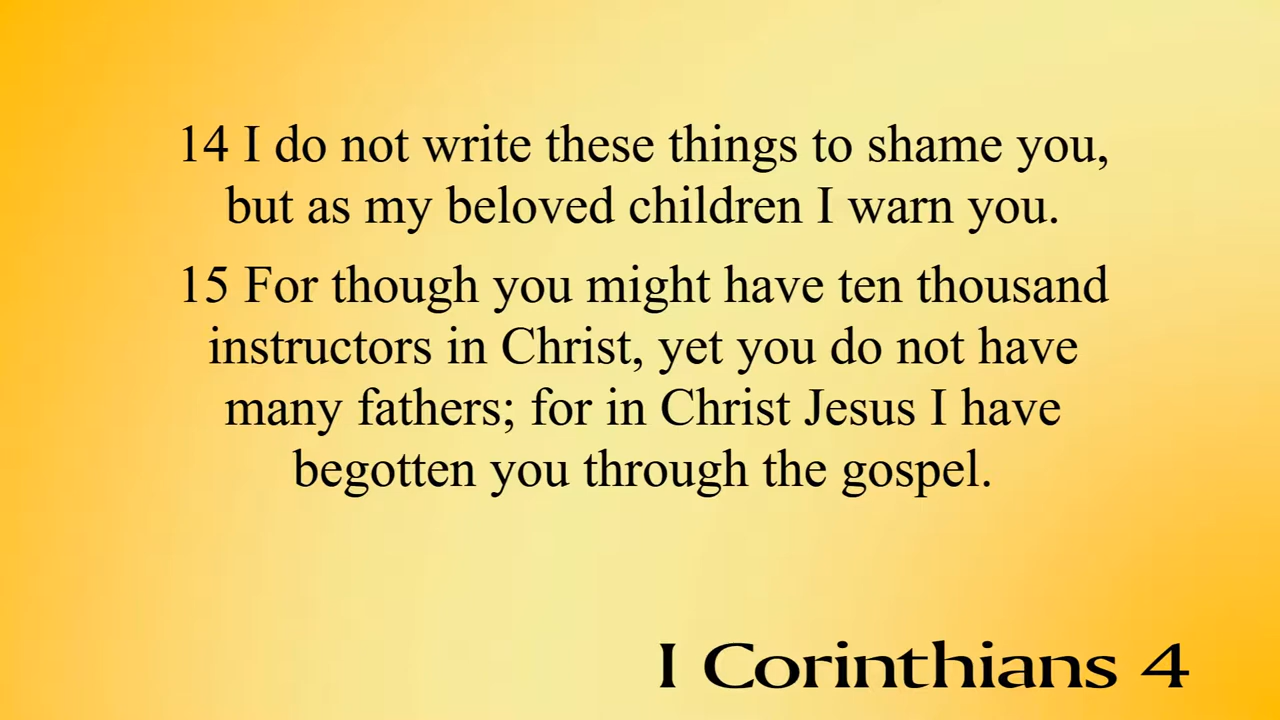 14 I do not write these things to shame you,
but as my beloved children I warn you.
15 For though you might have ten thousand
instructors in Christ, yet you do not have
many fathers; for in Christ Jesus I have
begotten you through the gospel.
I Corinthians 4